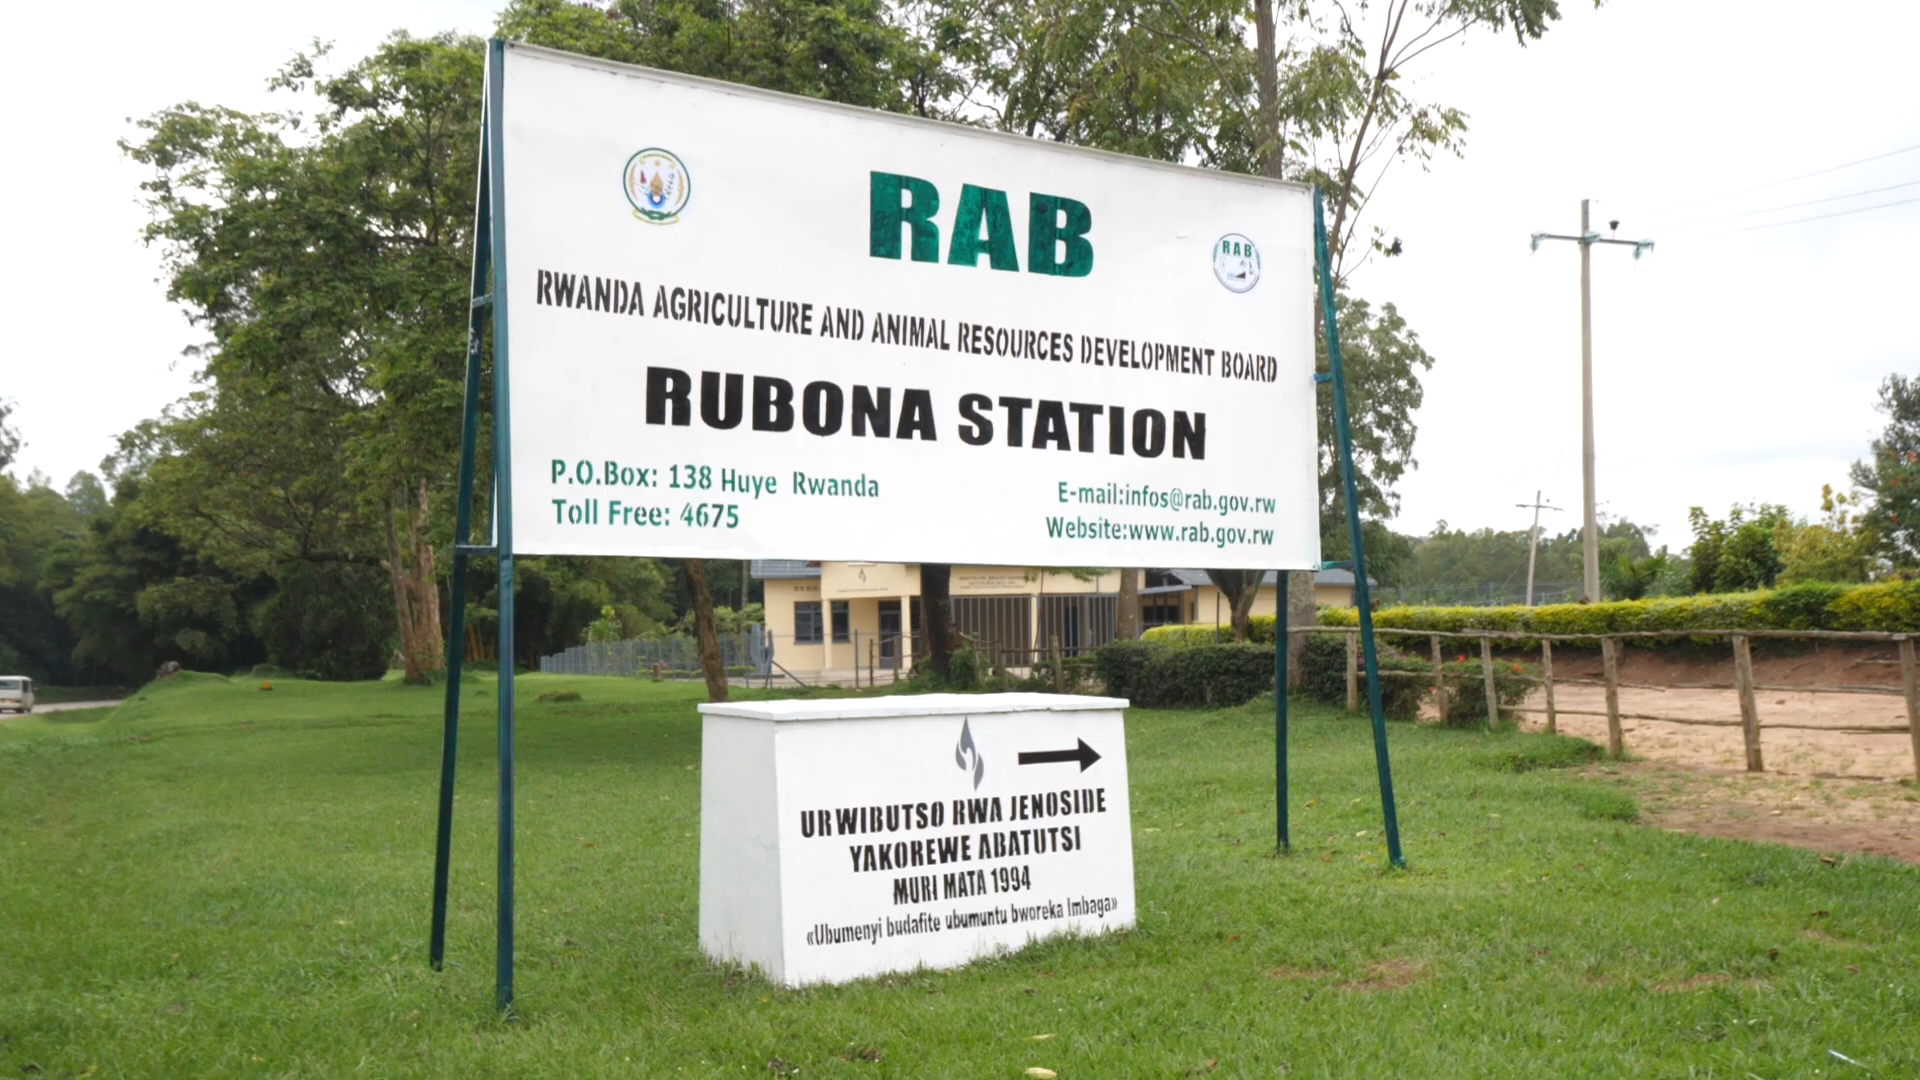 RAB
RAB
RWANDA AGRICULTURE AND ANIMAL RESOURCES DEVELOPMENT BOARD
RUBONA STATION
P.O.Box: 138 Huye Rwanda
Toll Free: 4675
E-mail:infos@rab.gov.rw
Website:www.rab.gov.rw
URWIBUTSO RWA JENOSIDE
YAKOREWE ABATUTSI
MURI MATA 1994
«Ubumenyi budafite ubumuntu bworeka Imbaga»